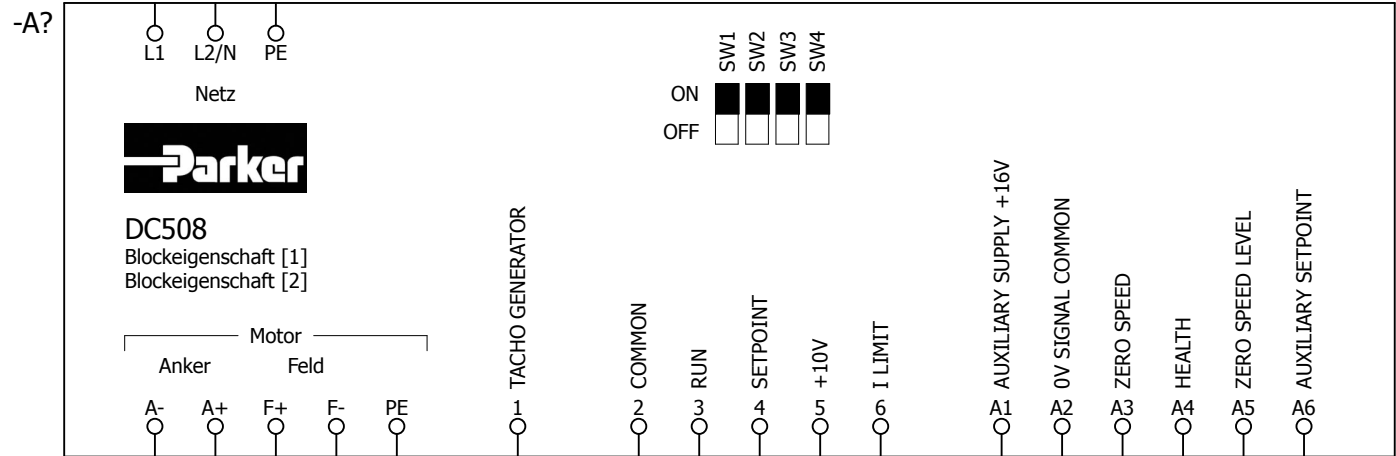 -A?
L1 L2/N PE
Netz
SW1
SW2
SW3
SW4
ON
OFF
Parker
DC508
Blockeigenschaft [1]
Blockeigenschaft [2]
Motor
Anker Feld
A- A+ F+ F- PE
TACHO GENERATOR
1
COMMON
2
RUN
3
SETPOINT
4
+10V
5
I LIMIT
6
AUXILIARY SUPPLY +16V
A1
0V SIGNAL COMMON
A2
ZERO SPEED
A3
HEALTH
A4
ZERO SPEED LEVEL
A5
AUXILIARY SETPOINT
A6